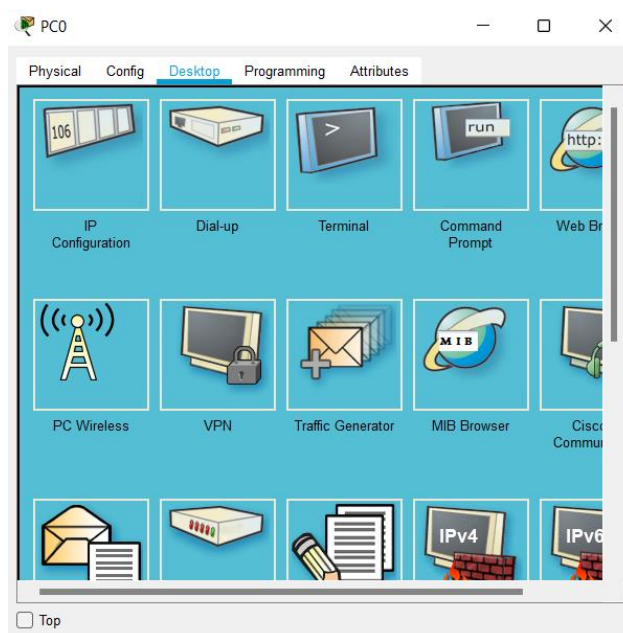 PC0
Physical Config Desktop Programming Attributes
106
>
run
http:
IP
Configuration
Dial-up
Terminal
Command
Prompt
Web Br
MIB
PC Wireless
VPN
Traffic Generator
MIB Browser
Cisco
Commu
IPv4
IPv6
Top